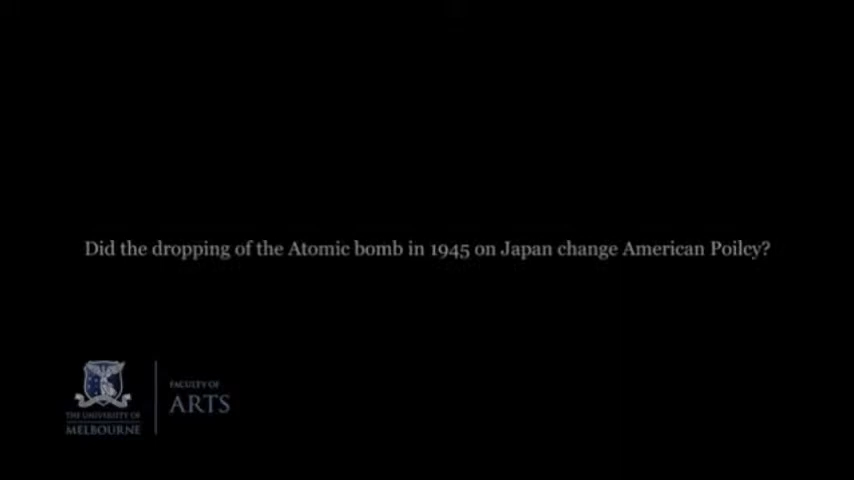 Did the dropping of the Atomic bomb in 1945 on Japan change American Poilcy?
THE UNIVERSITY OF
MELBOURNE
FACULTY OF
ARTS